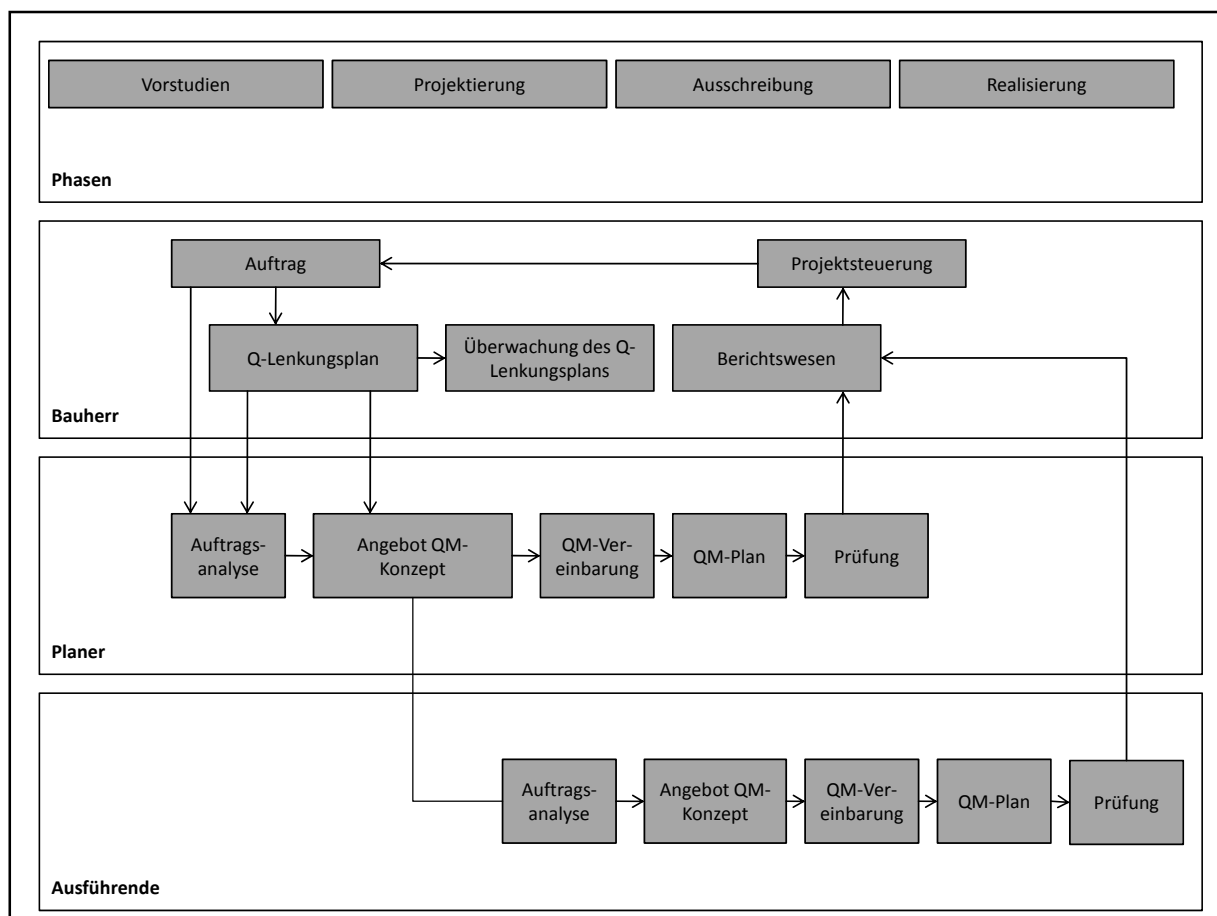 Vorstudien
Projektierung
Ausschreibung
Realisierung
Phasen
Auftrag
Projektsteuerung
Q-Lenkungsplan
Überwachung des Q-
Lenkungsplans
Berichtswesen
Bauherr
Auftrags-
analyse
Angebot QM-
Konzept
QM-Ver-
einbarung
QM-Plan
Prüfung
Planer
Auftrags-
analyse
Angebot QM-
Konzept
QM-Ver-
einbarung
QM-Plan
Prüfung
Ausführende